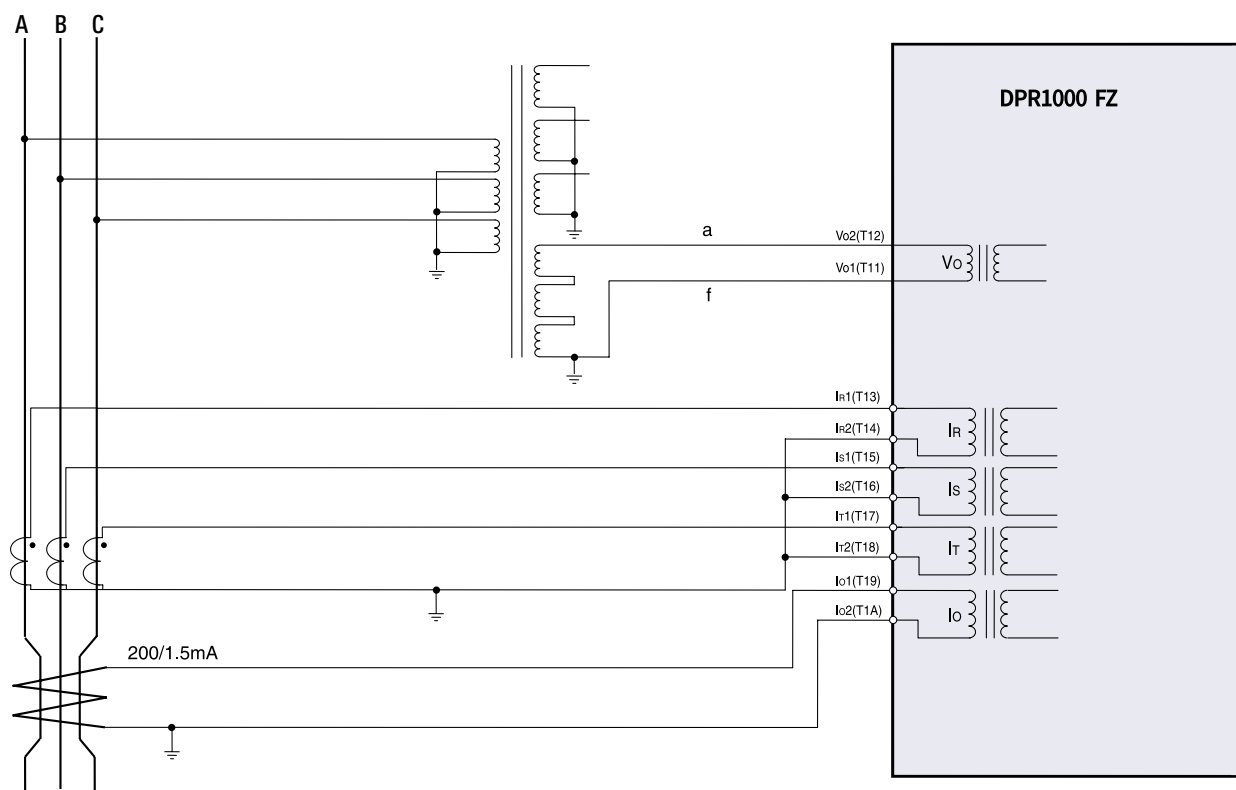 A B C
DPR1000 FZ
a
Vo2(T12)
Vo
Vo1(T11)
f
IR1(T13)
IR2(T14)
IR
IS1(T15)
IS2(T16)
IS
IT1(T17)
IT2(T18)
IT
Io1(T19)
Io2(T1A)
Io
200/1.5mA